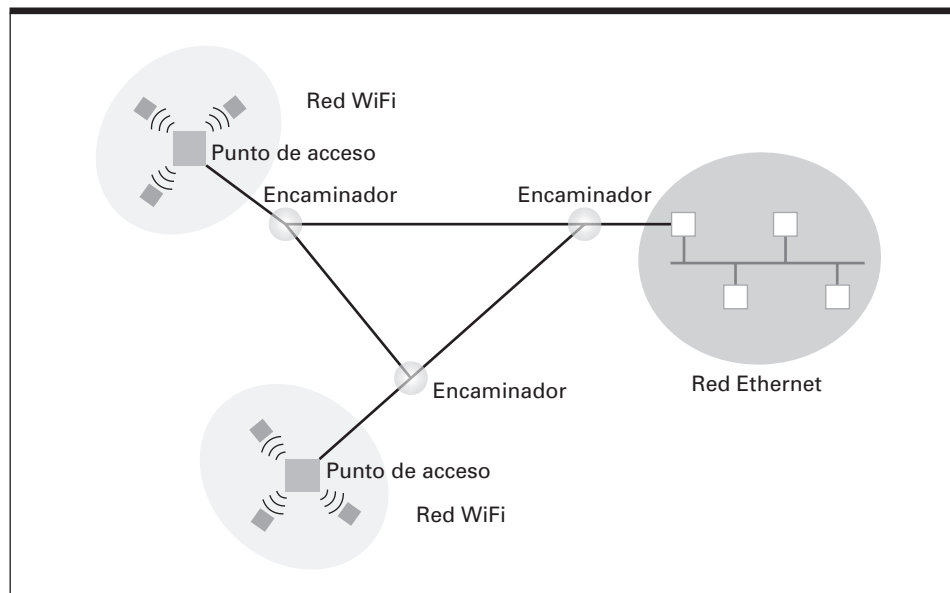 Red WiFi
Punto de acceso
Encaminador
Encaminador
Encaminador
Red Ethernet
Punto de acceso
Red WiFi